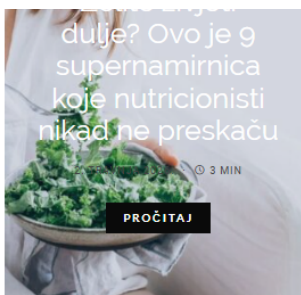 dulje? Ovo je 9
supernamirnica
koje nutricionisti
nikad ne preskaču
3 MIN
PROČITAJ